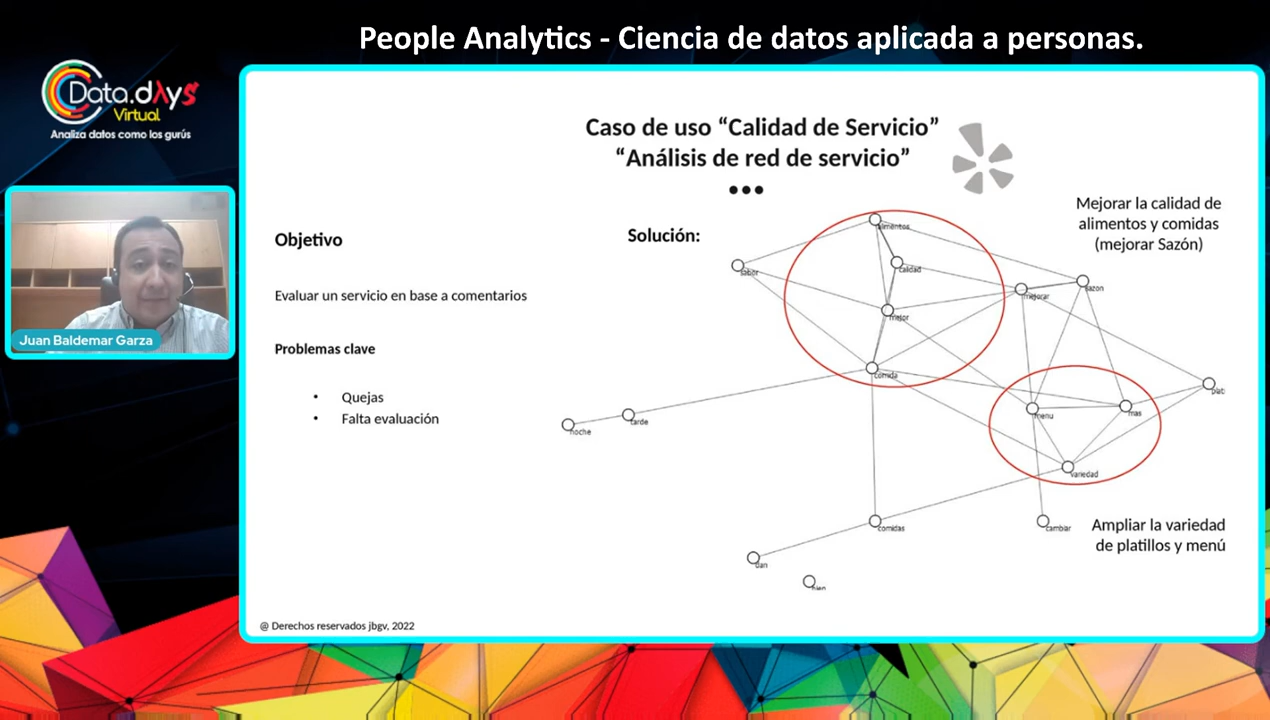 People Analytics - Ciencia de datos aplicada a personas.
Data.dAys
Virtual
Analiza datos como los gurús
Juan Baldemar Garza
Caso de uso “Calidad de Servicio”
“Análisis de red de servicio”
Objetivo
Evaluar un servicio en base a comentarios
Problemas clave
• Quejas
• Falta evaluación
Solución:
Mejorar la calidad de
alimentos y comidas
(mejorar Sazón)
alimentos
sabor
calidad
sazon
mejorar
mejor
comida
plati
mas
menu
tarde
noche
variedad
comidas
cambiar
dan
bien
Ampliar la variedad
de platillos y menú
@ Derechos reservados jbgv, 2022